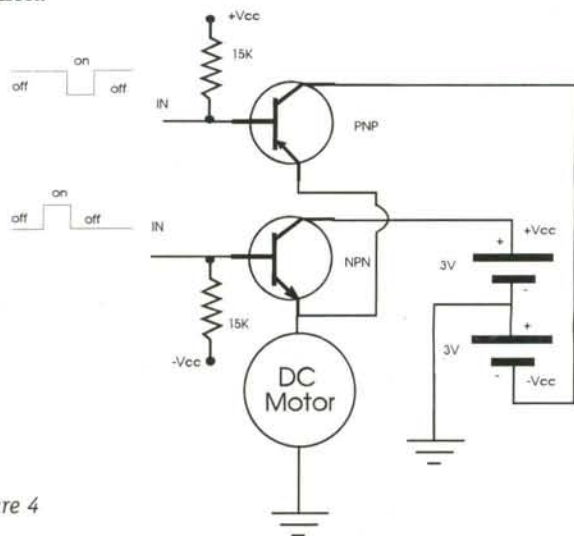 +Vcc
15K
on
off
off
IN
PNP
on
off
off
IN
NPN
15K
-Vcc
+
+Vcc
3V
-
+
3V
-
-Vcc
DC
Motor
4